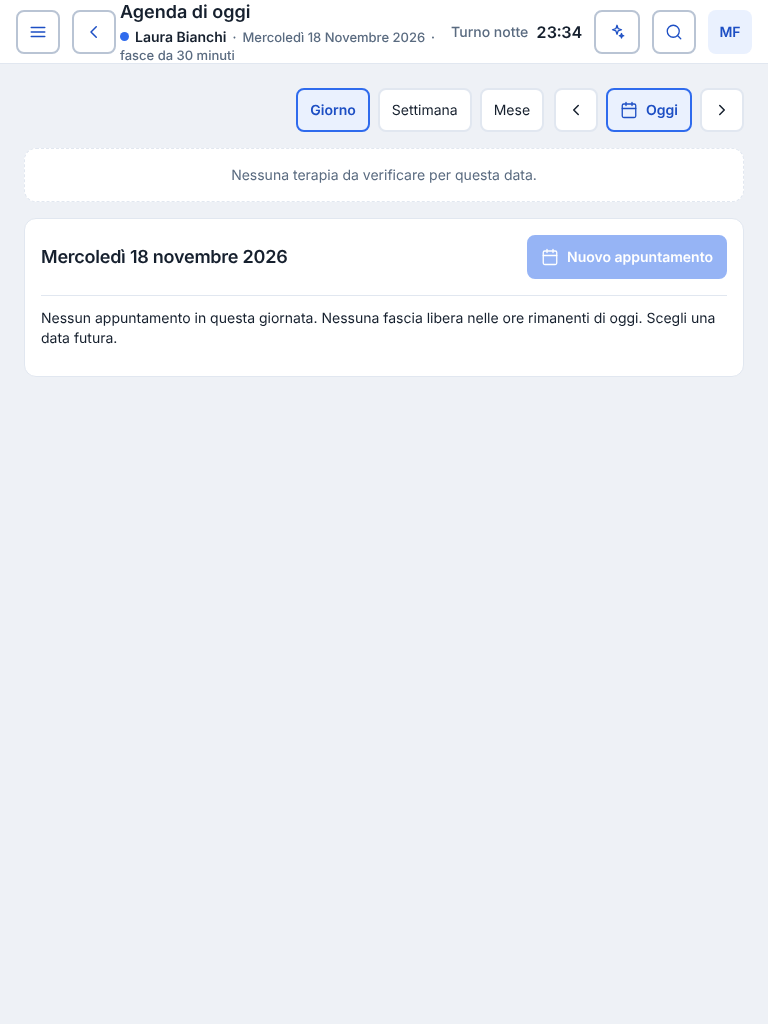 Agenda di oggi
Laura Bianchi · Mercoledì 18 Novembre 2026 ·
fasce da 30 minuti
Turno notte 23:34
MF
Giorno
Settimana
Mese
Oggi
Nessuna terapia da verificare per questa data.
Mercoledì 18 novembre 2026
Nuovo appuntamento
Nessun appuntamento in questa giornata. Nessuna fascia libera nelle ore rimanenti di oggi. Scegli una
data futura.